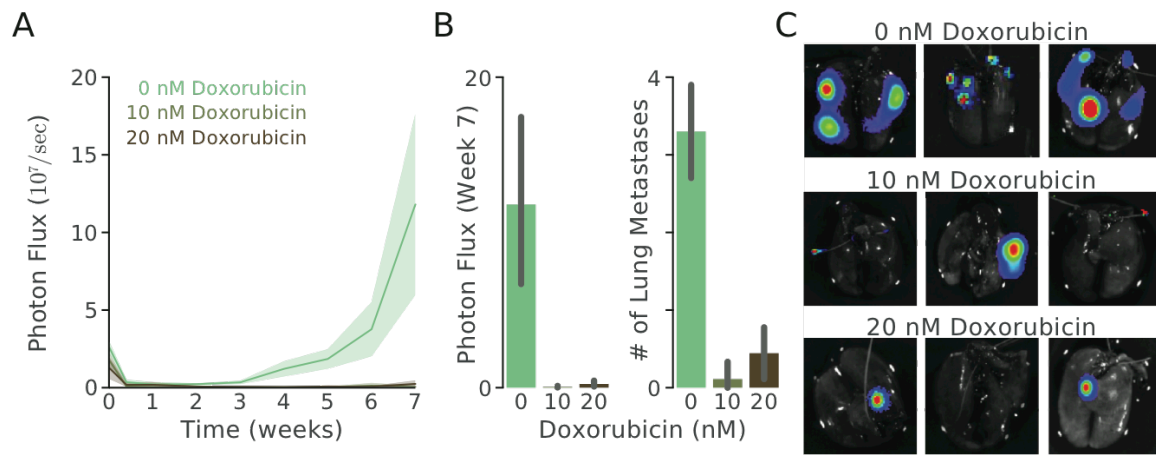 A
Photon Flux (10⁷/sec)
20
15
10
5
0
0 nM Doxorubicin
10 nM Doxorubicin
20 nM Doxorubicin
0 1 2 3 4 5 6 7
Time (weeks)
B
Photon Flux (Week 7)
20
0
0 10 20
# of Lung Metastases
4
0
0 10 20
Doxorubicin (nM)
C
0 nM Doxorubicin
10 nM Doxorubicin
20 nM Doxorubicin